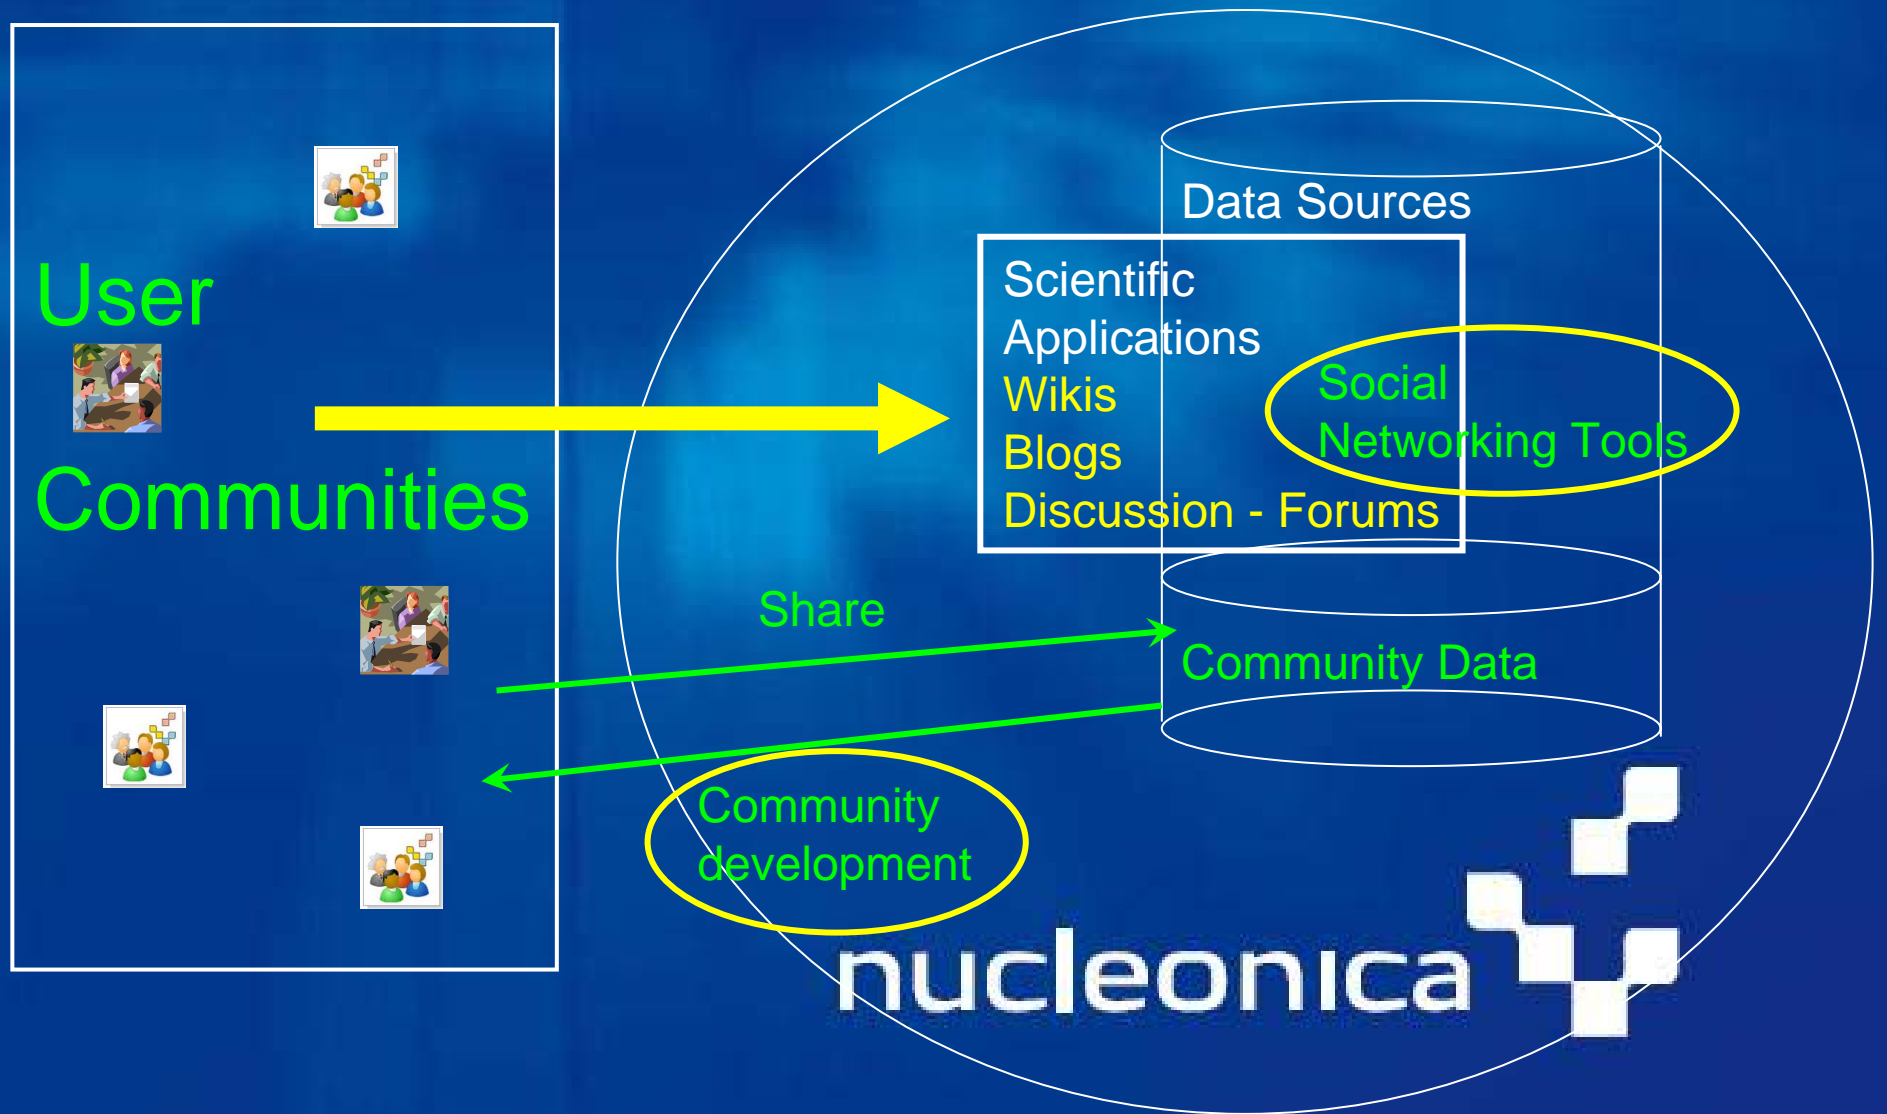 User
Communities
Data Sources
Scientific
Applications
Wikis
Blogs
Discussion - Forums
Social
Networking Tools
Share
Community Data
Community
development
nucleonica